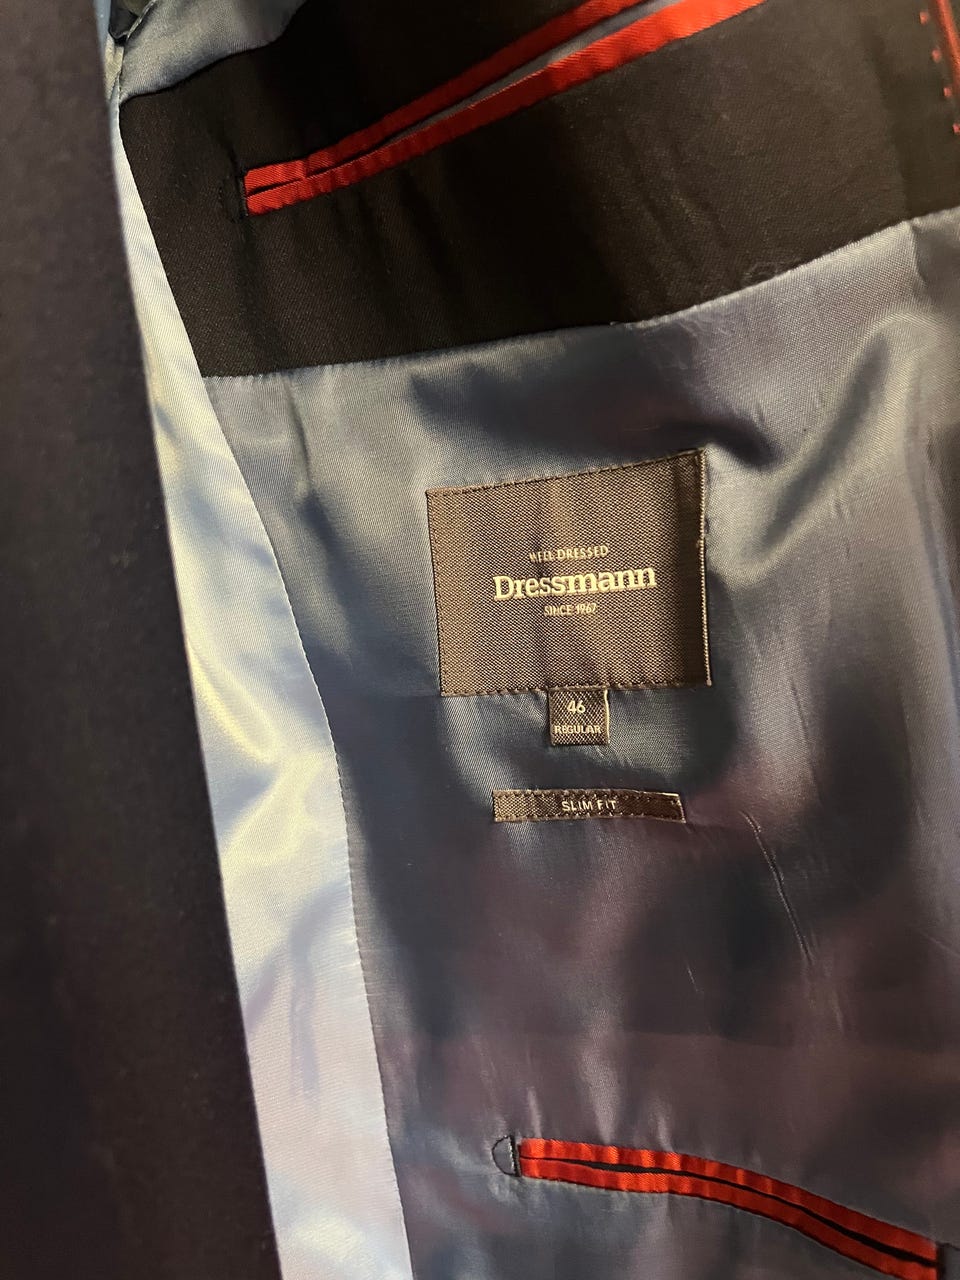 WELL DRESSED
Dressmann
SINCE 1967
46
REGULAR
SLIM FIT